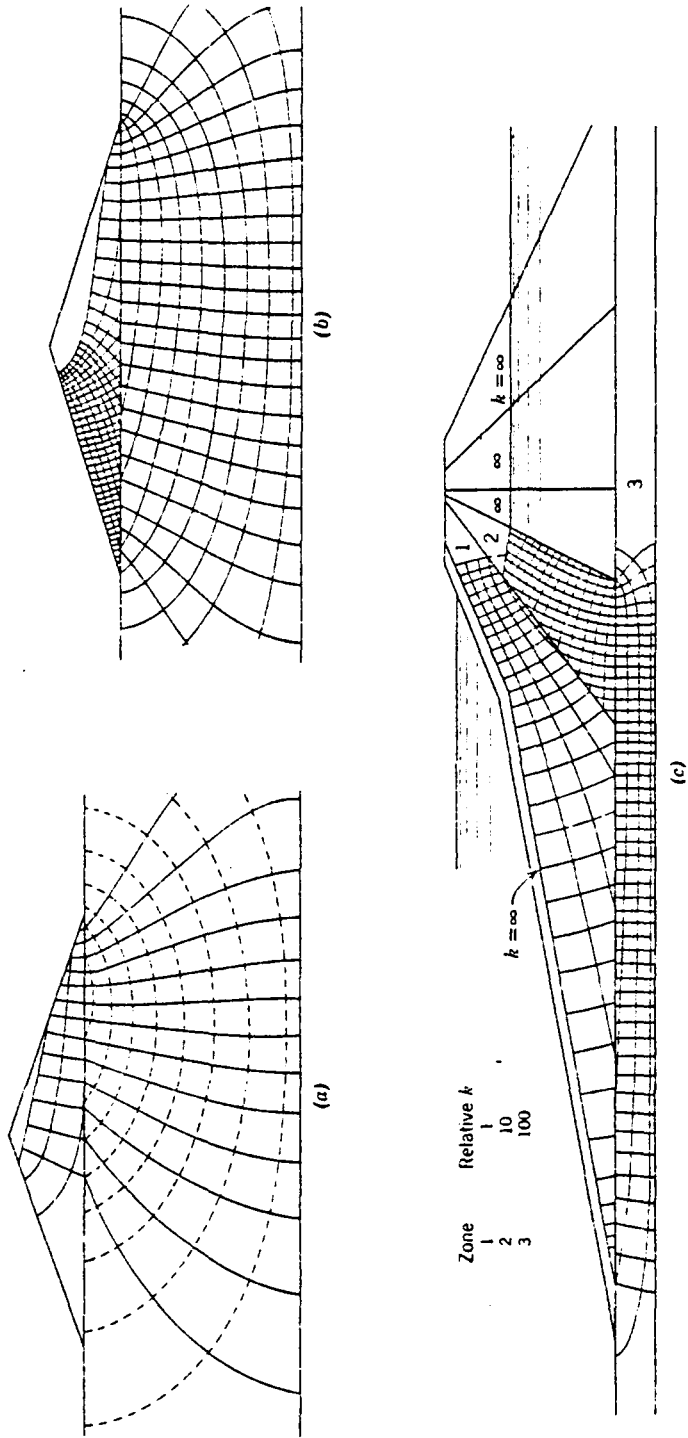 (a)
(b)
Zone Relative k
1 1
2 10
3 100
k = ∞
1
2
∞ ∞ k = ∞
3
(c)